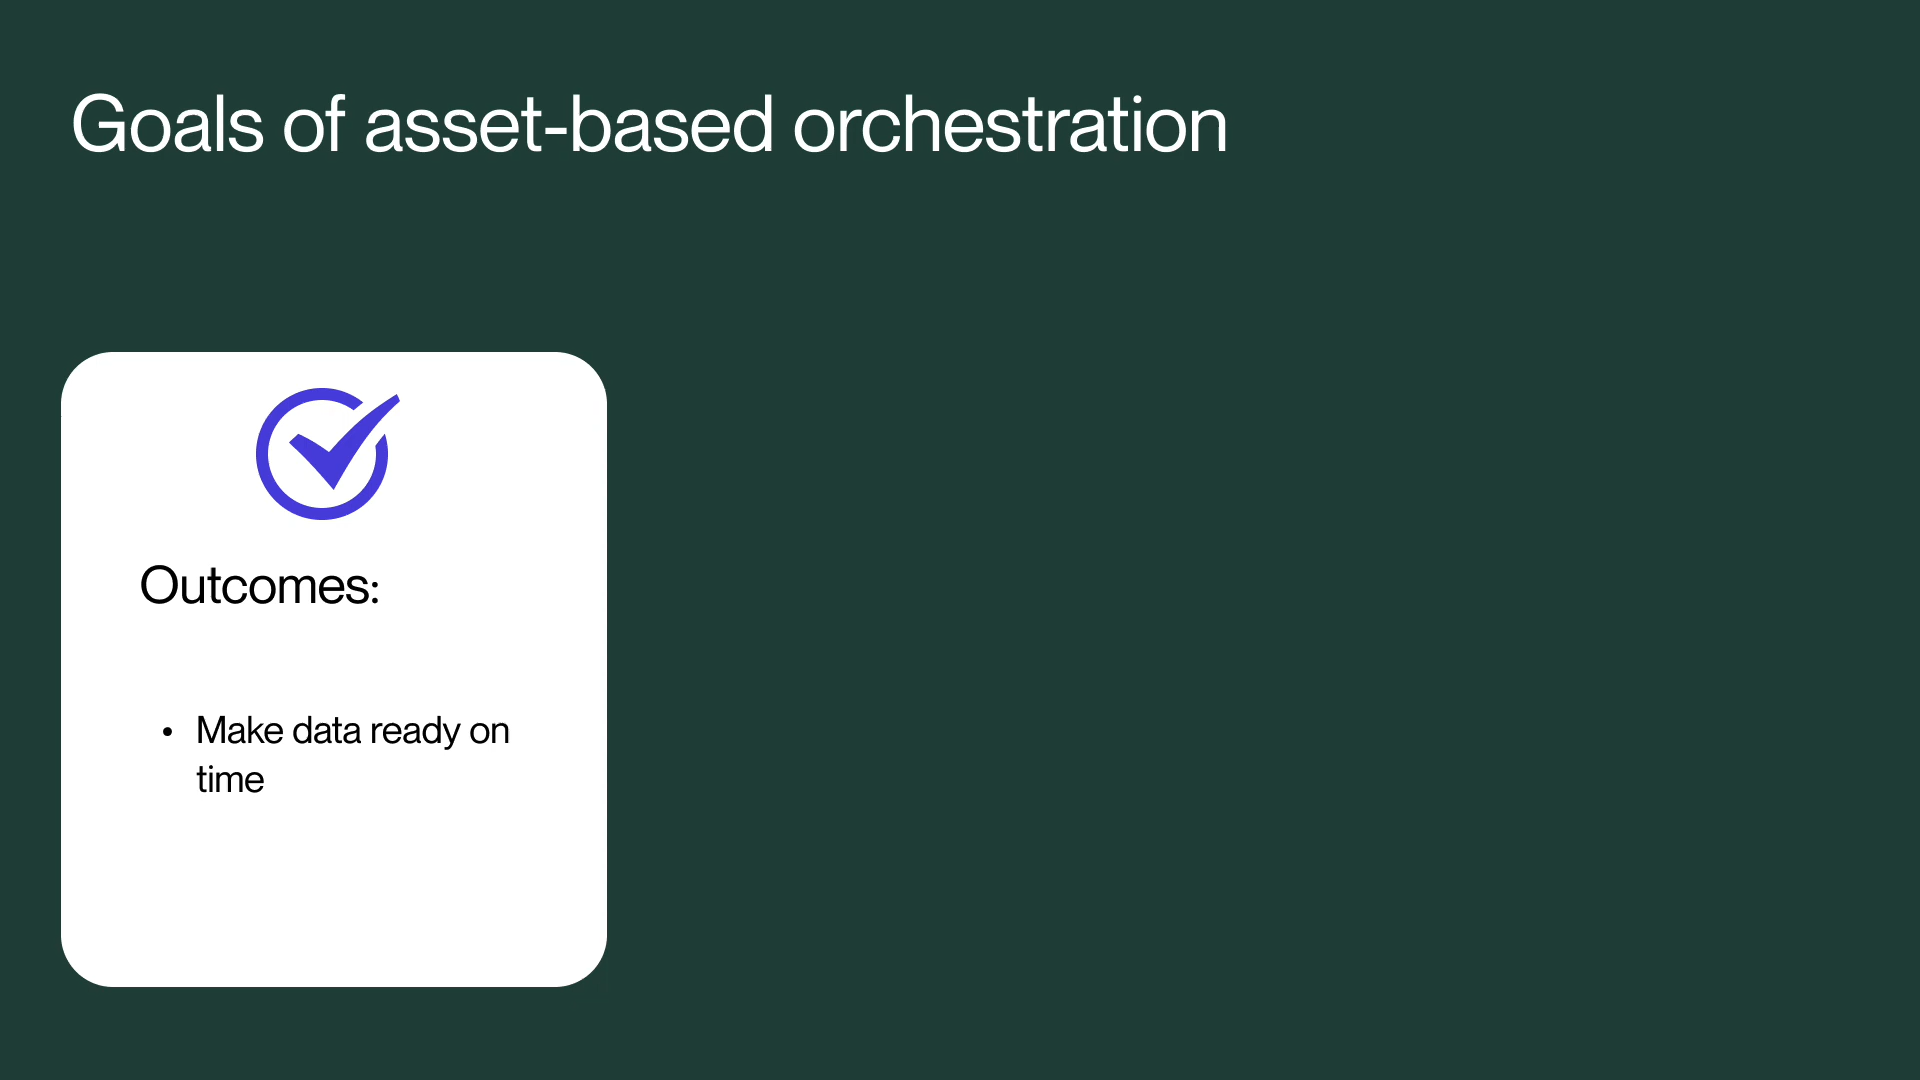 Goals of asset-based orchestration
Outcomes:
• Make data ready on
time